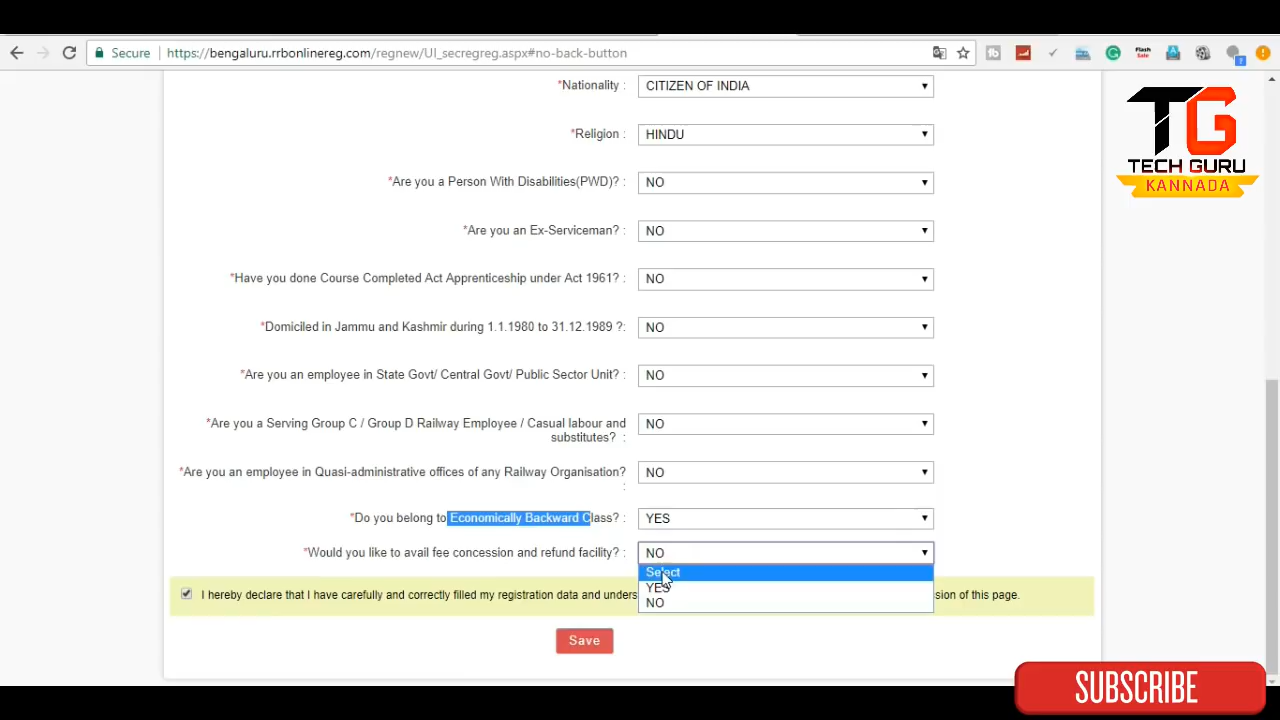 Secure
https://bengaluru.rrbonlinereg.com/regnew/UI_secregreg.aspx#no-back-button
Flash
Sale
?
TG
TECH GURU
KANNADA
*Nationality : CITIZEN OF INDIA
*Religion : HINDU
*Are you a Person With Disabilities(PWD)? : NO
*Are you an Ex-Serviceman? : NO
*Have you done Course Completed Act Apprenticeship under Act 1961? : NO
*Domiciled in Jammu and Kashmir during 1.1.1980 to 31.12.1989 ?: NO
*Are you an employee in State Govt/ Central Govt/ Public Sector Unit? : NO
*Are you a Serving Group C / Group D Railway Employee / Casual labour and NO
substitutes? :
*Are you an employee in Quasi-administrative offices of any Railway Organisation? NO
:
*Do you belong to Economically Backward Class? : YES
*Would you like to avail fee concession and refund facility? : NO
Select
YES
NO
I hereby declare that I have carefully and correctly filled my registration data and unders sion of this page.
Save
SUBSCRIBE